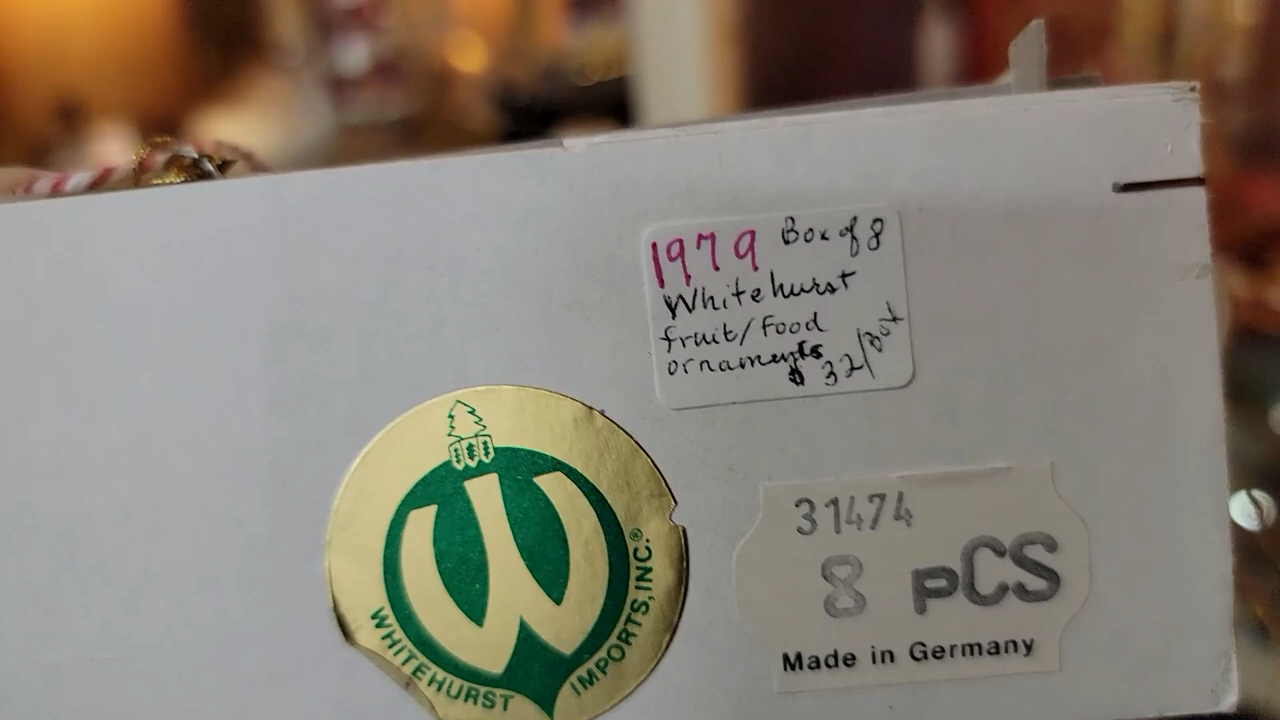 1979 Box of 8
Whitehurst
fruit/Food
ornaments
$32/Box
W
WHITEHURST IMPORTS, INC.®
31474
8 PCS
Made in Germany